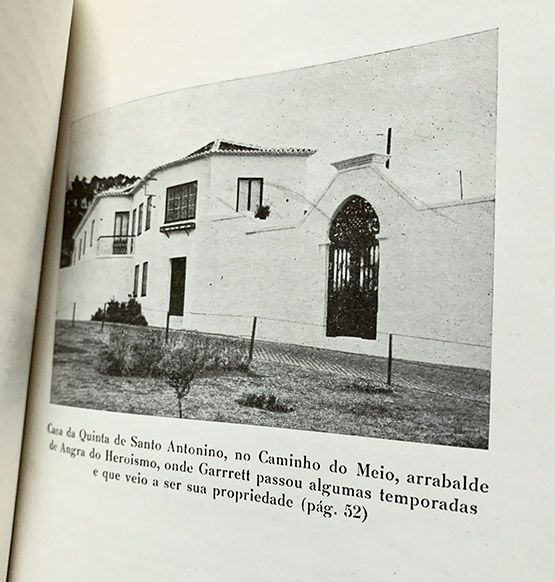 Casa da Quinta de Santo Antonino, no Caminho do Meio, arrabalde
de Angra do Heroismo, onde Garrrett passou algumas temporadas
e que veio a ser sua propriedade (pág. 52)